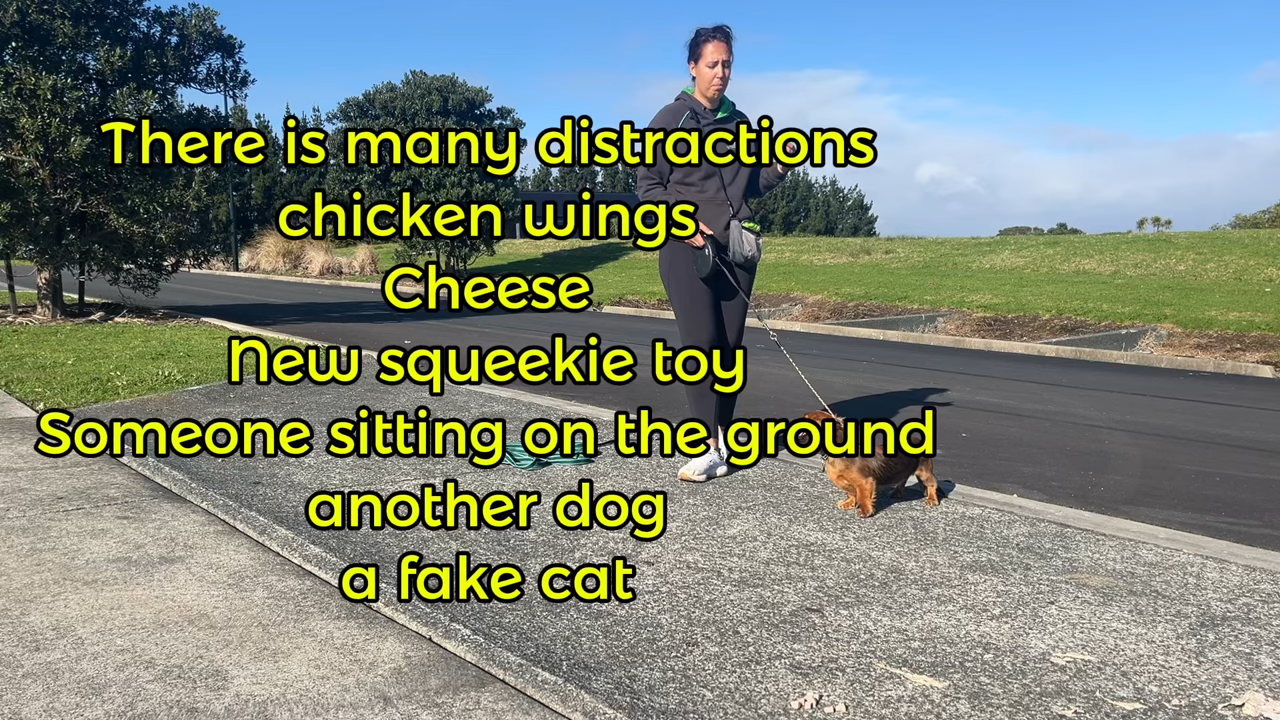 There is many distractions
chicken wings
Cheese
New squeekie toy
Someone sitting on the ground
another dog
a fake cat